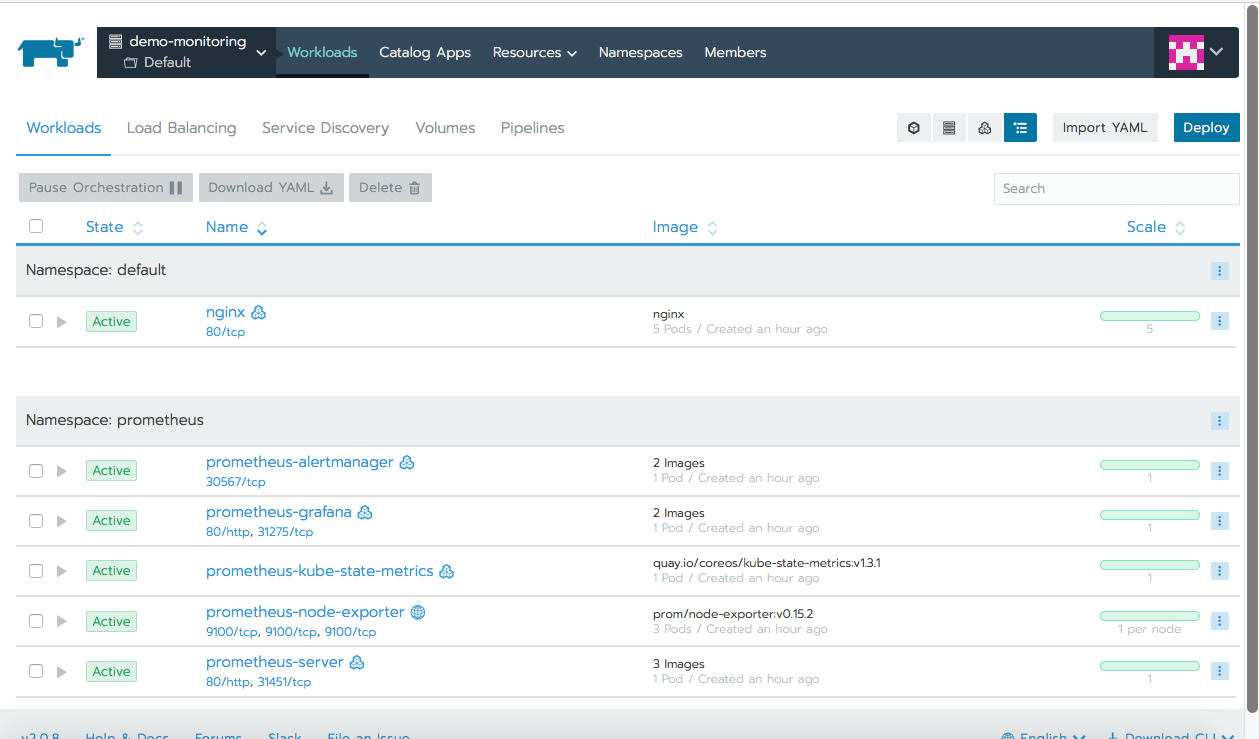 demo-monitoring
Default
Workloads Catalog Apps Resources Namespaces Members
Workloads Load Balancing Service Discovery Volumes Pipelines Import YAML Deploy
Pause Orchestration Download YAML Delete Search
State Name Image Scale
Namespace: default
Active nginx 80/tcp nginx 5 Pods / Created an hour ago 5
Namespace: prometheus
Active prometheus-alertmanager 30567/tcp 2 Images 1 Pod / Created an hour ago 1
Active prometheus-grafana 80/http, 31275/tcp 2 Images 1 Pod / Created an hour ago 1
Active prometheus-kube-state-metrics quay.io/coreos/kube-state-metrics:v1.3.1 1 Pod / Created an hour ago 1
Active prometheus-node-exporter 9100/tcp, 9100/tcp, 9100/tcp prom/node-exporter:v0.15.2 3 Pods / Created an hour ago 1 per node
Active prometheus-server 80/http, 31451/tcp 3 Images 1 Pod / Created an hour ago 1
v2.0.8 Help & Docs Forums Slack File an Issue English Download CLI